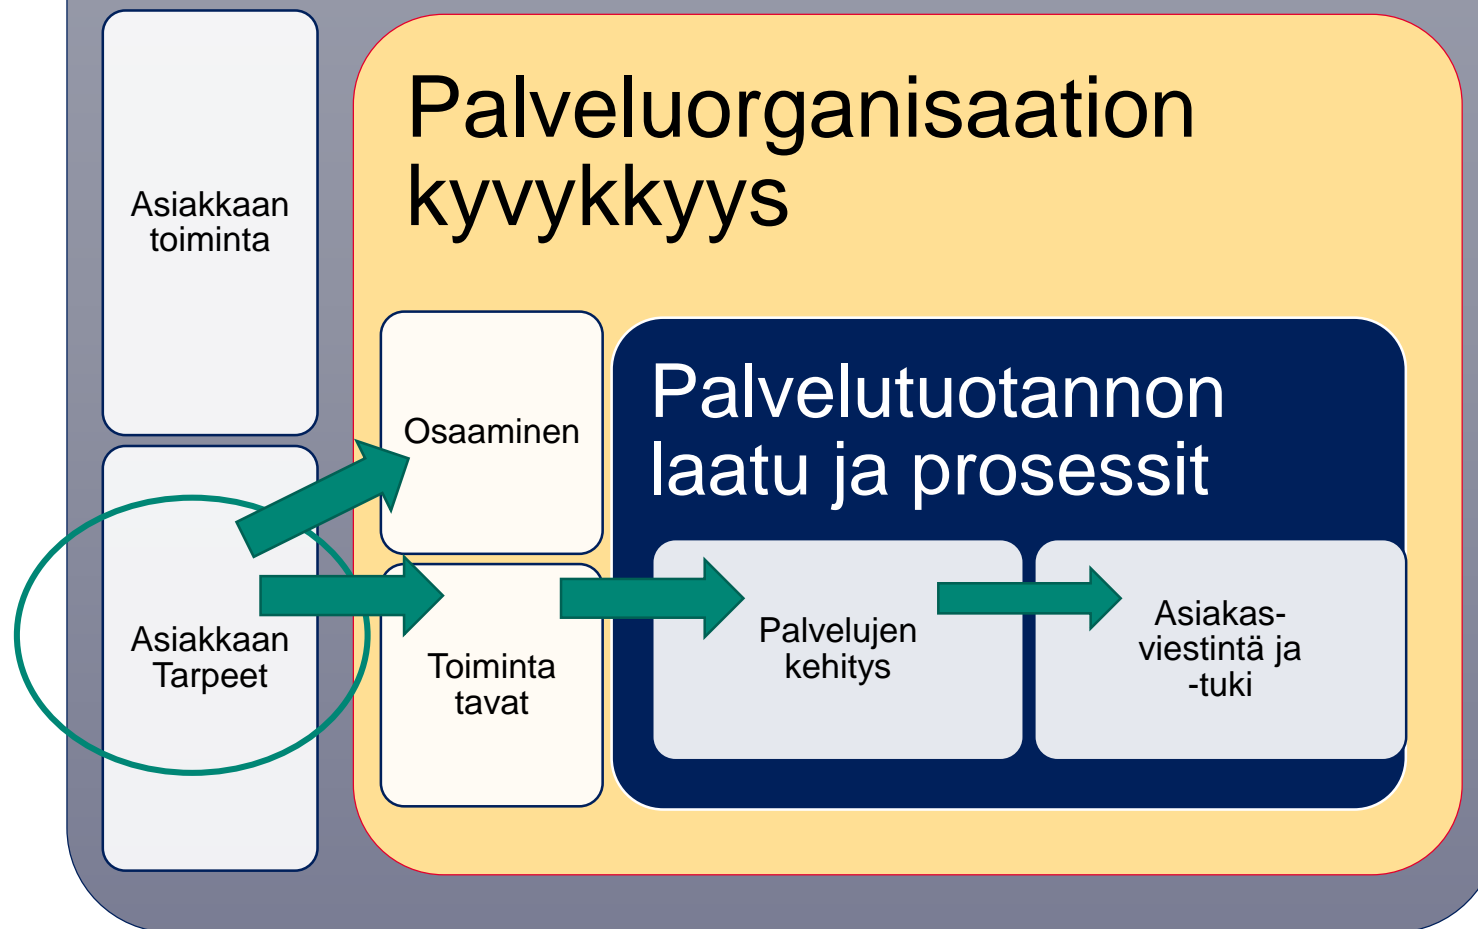 Asiakkaan
toiminta
Asiakkaan
Tarpeet
Palveluorganisaation
kyvykkyys
Osaaminen
Toiminta
tavat
Palvelutuotannon
laatu ja prosessit
Palvelujen
kehitys
Asiakas-
viestintä ja
-tuki